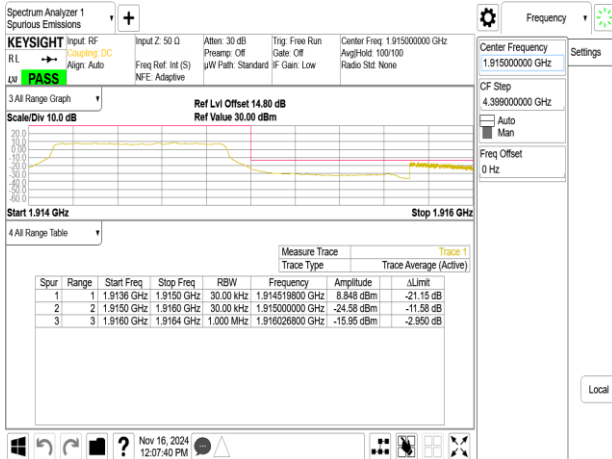 Spectrum Analyzer 1
Spurious Emissions
Frequency
KEYSIGHT
RL
LXI
PASS
Input: RF
Coupling: DC
Align: Auto
Input Z: 50 Ω
Freq Ref: Int (S)
NFE: Adaptive
Atten: 30 dB
Preamp: Off
µW Path: Standard
Trig: Free Run
Gate: Off
IF Gain: Low
Center Freq: 1.915000000 GHz
Avg|Hold: 100/100
Radio Std: None
Center Frequency
1.915000000 GHz
Settings
CF Step
4.399000000 GHz
Auto
Man
Freq Offset
0 Hz
Local
3 All Range Graph
Scale/Div 10.0 dB
Ref Lvl Offset 14.80 dB
Ref Value 30.00 dBm
20.0
10.0
0.00
-10.0
-20.0
-30.0
-40.0
-50.0
-60.0
Start 1.914 GHz
Stop 1.916 GHz
4 All Range Table
Measure Trace Trace 1
Trace Type Trace Average (Active)
Spur Range Start Freq Stop Freq RBW Frequency Amplitude ΔLimit
1 1 1.9136 GHz 1.9150 GHz 30.00 kHz 1.914519800 GHz 8.848 dBm -21.15 dB
2 2 1.9150 GHz 1.9160 GHz 30.00 kHz 1.915000000 GHz -24.58 dBm -11.58 dB
3 3 1.9160 GHz 1.9164 GHz 1.000 MHz 1.916026800 GHz -15.95 dBm -2.950 dB
Nov 16, 2024
12:07:40 PM